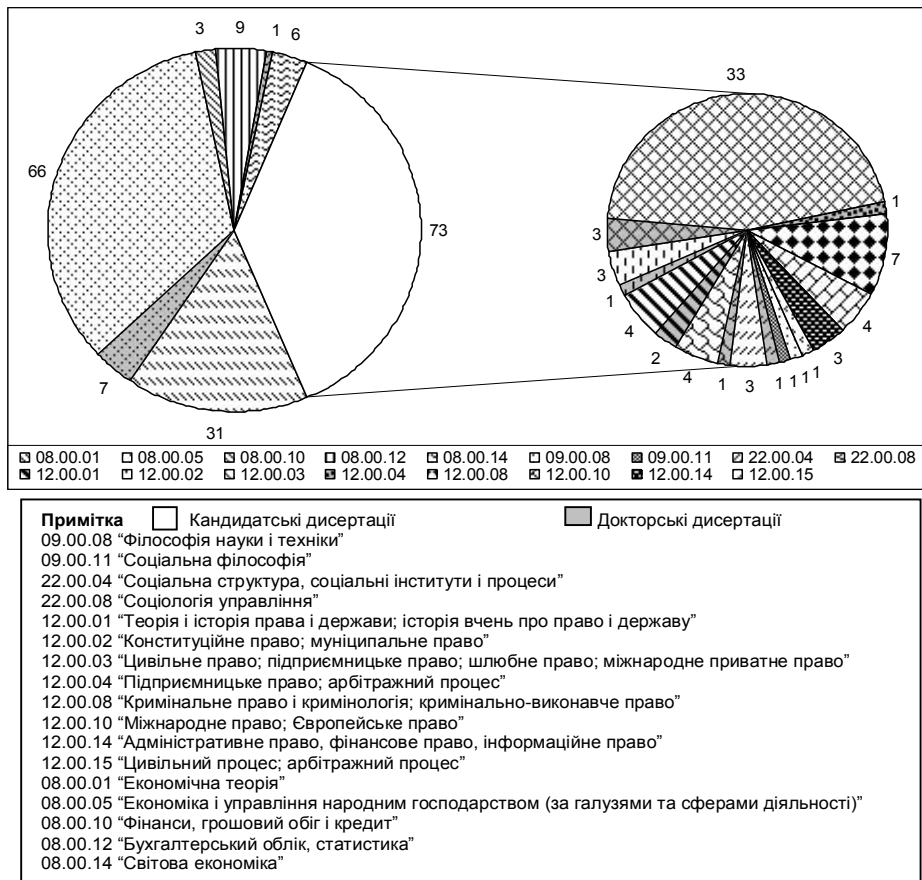 3 9 1 6
33
66
73
1
3
7
3
1
4
4
3
2
4
1 3 1 1 1 1
7
31
08.00.01 08.00.05 08.00.10 08.00.12 08.00.14 09.00.08 09.00.11 22.00.04 22.00.08
12.00.01 12.00.02 12.00.03 12.00.04 12.00.08 12.00.10 12.00.14 12.00.15
Примітка Кандидатські дисертації Докторські дисертації
09.00.08 “Філософія науки і техніки”
09.00.11 “Соціальна філософія”
22.00.04 “Соціальна структура, соціальні інститути і процеси”
22.00.08 “Соціологія управління”
12.00.01 “Теорія і історія права і держави; історія вчень про право і державу”
12.00.02 “Конституційне право; муніципальне право”
12.00.03 “Цивільне право; підприємницьке право; шлюбне право; міжнародне приватне право”
12.00.04 “Підприємницьке право; арбітражний процес”
12.00.08 “Кримінальне право і кримінологія; кримінально-виконавче право”
12.00.10 “Міжнародне право; Європейське право”
12.00.14 “Адміністративне право, фінансове право, інформаційне право”
12.00.15 “Цивільний процес; арбітражний процес”
08.00.01 “Економічна теорія”
08.00.05 “Економіка і управління народним господарством (за галузями та сферами діяльності)”
08.00.10 “Фінанси, грошовий обіг і кредит”
08.00.12 “Бухгалтерський облік, статистика”
08.00.14 “Світова економіка”